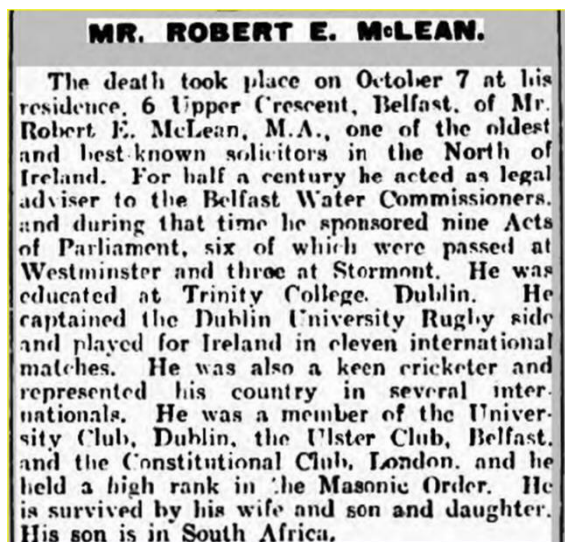 MR. ROBERT E. McLEAN.
The death took place on October 7 at his
residence, 6 Upper Crescent, Belfast, of Mr.
Robert E. McLean, M.A., one of the oldest
and best-known solicitors in the North of
Ireland. For half a century he acted as legal
adviser to the Belfast Water Commissioners,
and during that time he sponsored nine Acts
of Parliament, six of which were passed at
Westminster and three at Stormont. He was
educated at Trinity College, Dublin. He
captained the Dublin University Rugby side
and played for Ireland in eleven international
matches. He was also a keen cricketer and
represented his country in several inter-
nationals. He was a member of the Univer-
sity Club, Dublin, the Ulster Club, Belfast,
and the Constitutional Club, London, and he
held a high rank in the Masonic Order. He
is survived by his wife and son and daughter.
His son is in South Africa.